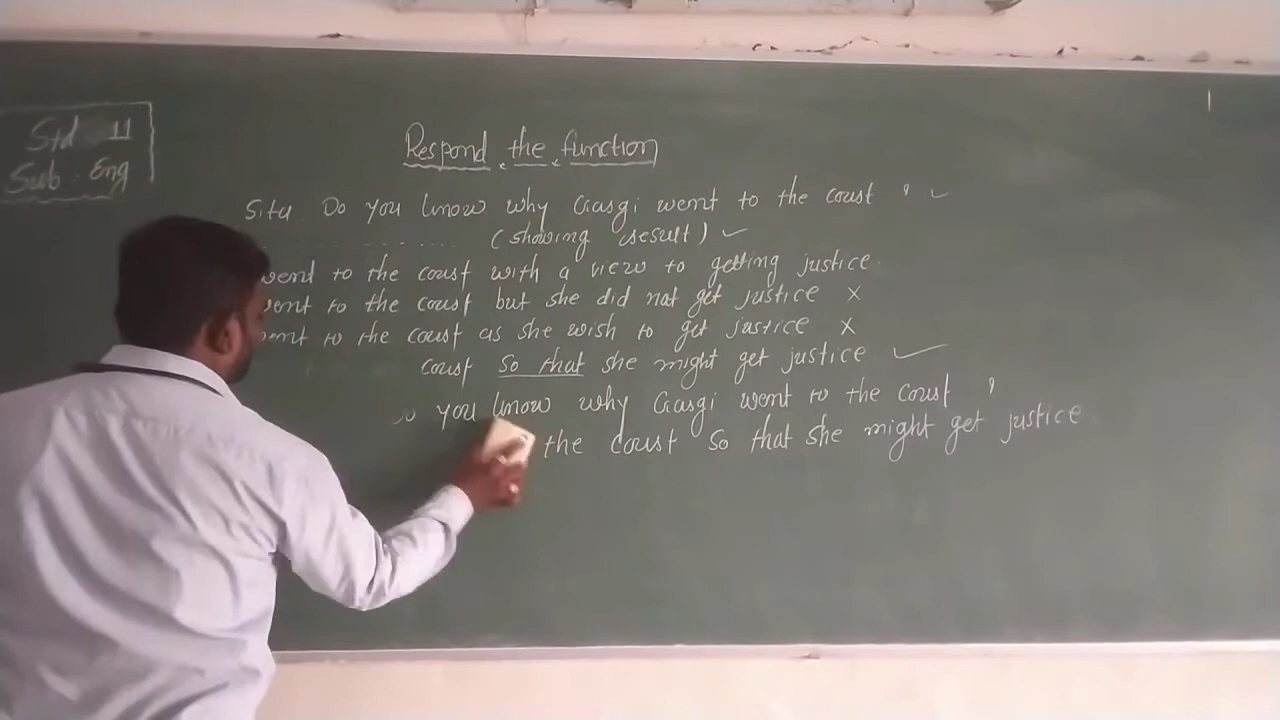 Std 11
Sub. Eng
Respond the function
Sita Do you know why Gargi went to the court ?
.............. (showing result)
went to the court with a view to getting justice.
went to the court but she did not get justice X
went to the court as she wish to get justice X
court so that she might get justice
you know why Gargi went to the court ?
the court so that she might get justice